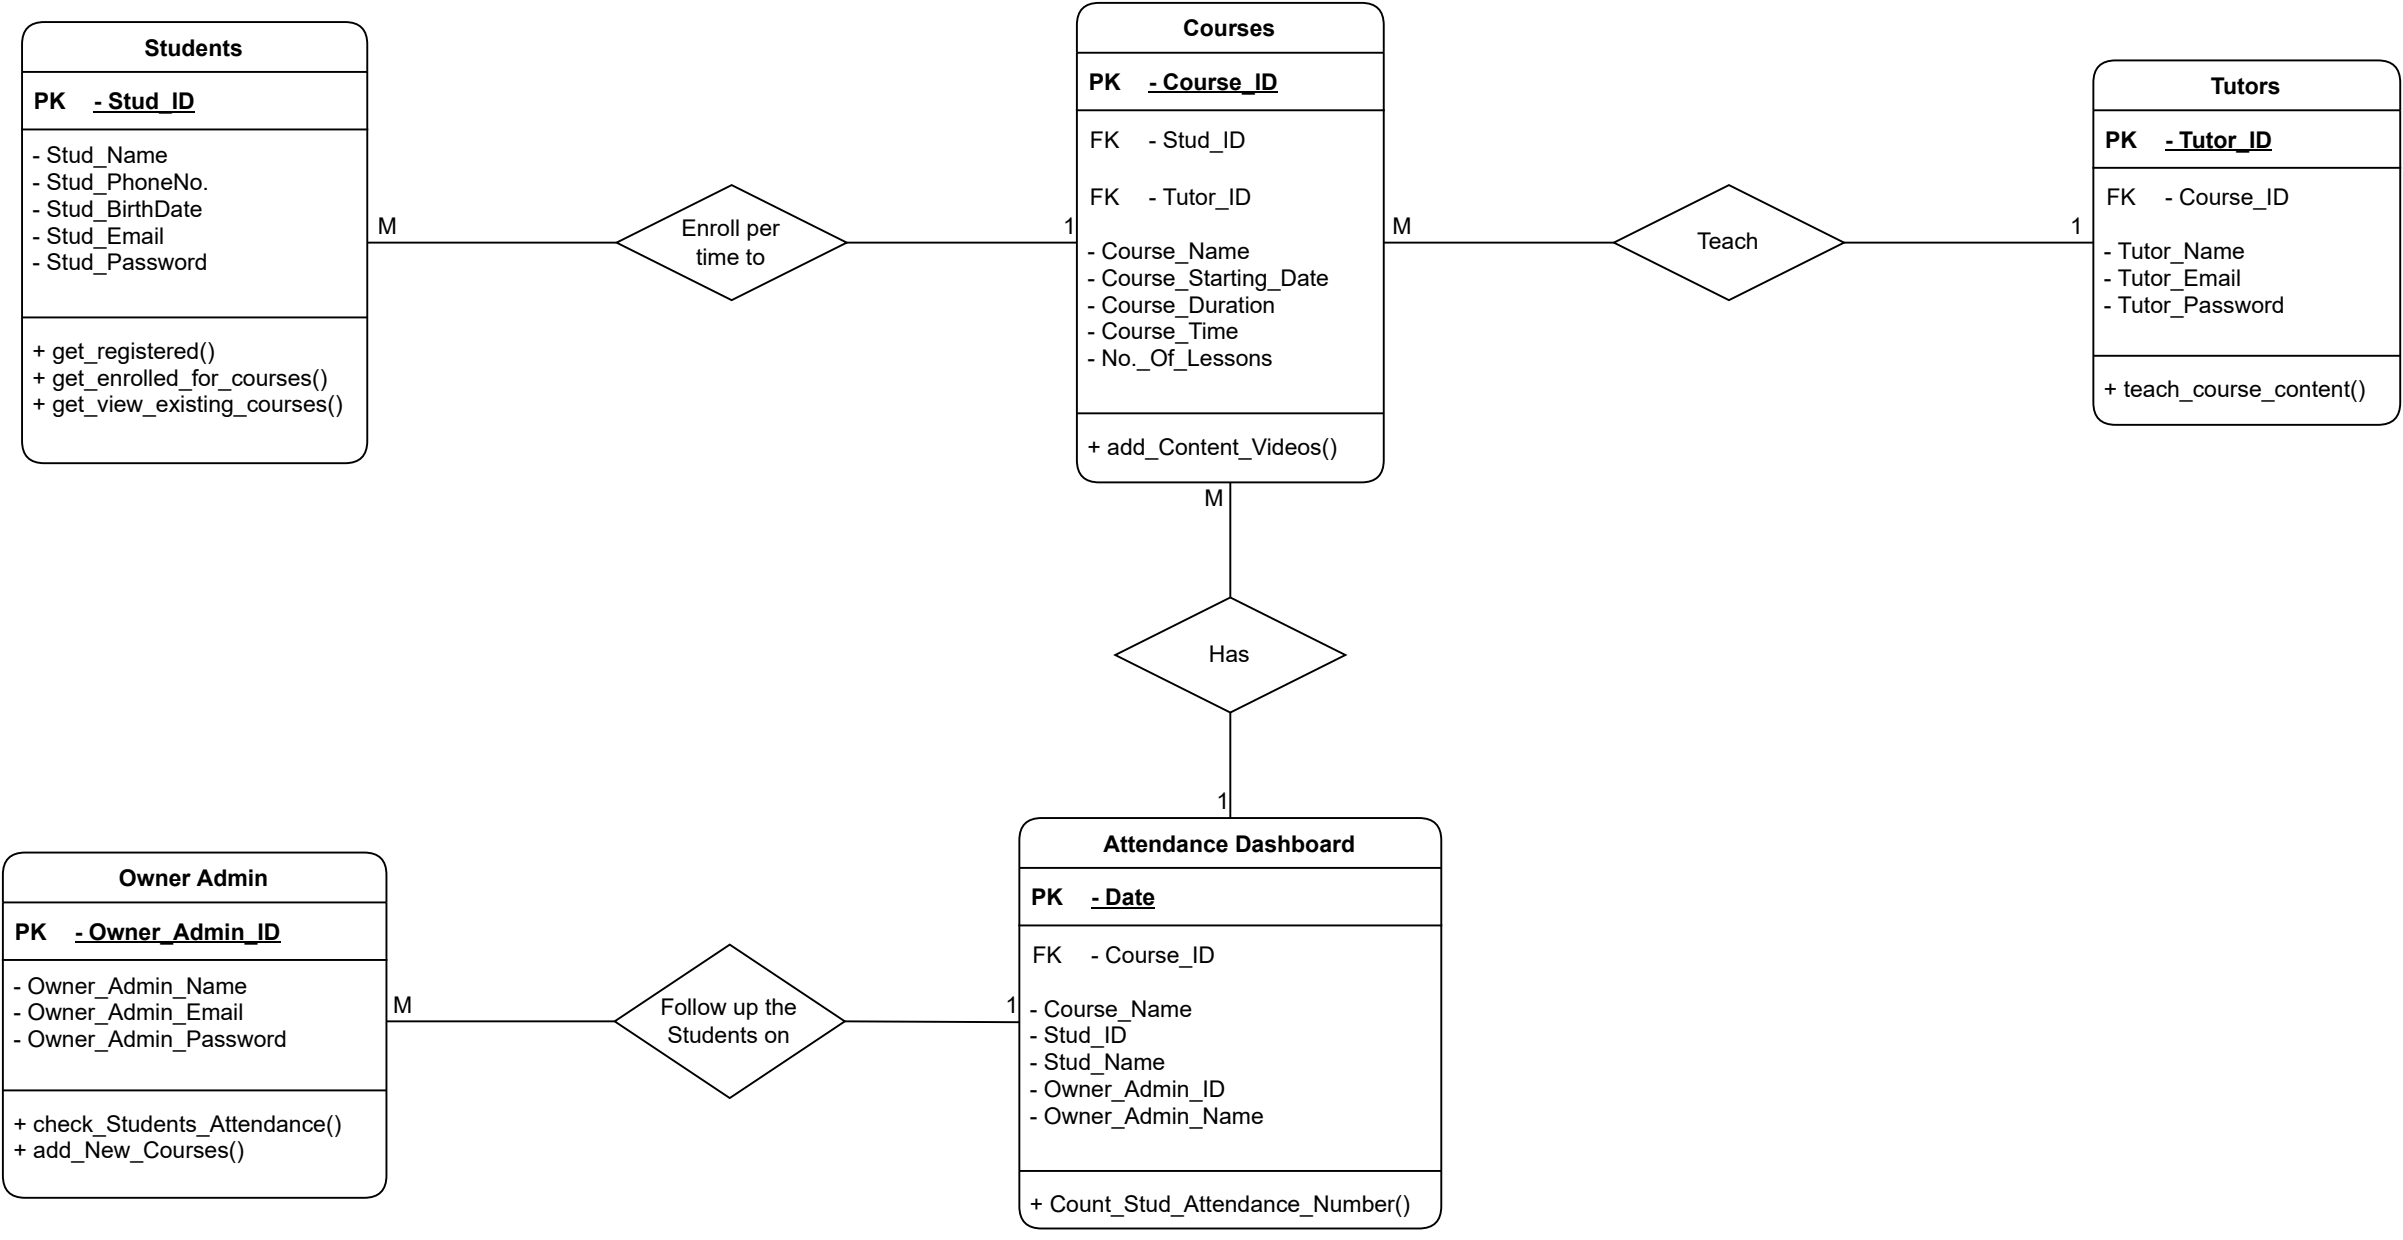 Students
PK - Stud_ID
- Stud_Name
- Stud_PhoneNo.
- Stud_BirthDate
- Stud_Email
- Stud_Password
+ get_registered()
+ get_enrolled_for_courses()
+ get_view_existing_courses()
M
Enroll per
time to
1
Courses
PK - Course_ID
FK - Stud_ID
FK - Tutor_ID
- Course_Name
- Course_Starting_Date
- Course_Duration
- Course_Time
- No._Of_Lessons
+ add_Content_Videos()
M
Teach
1
Tutors
PK - Tutor_ID
FK - Course_ID
- Tutor_Name
- Tutor_Email
- Tutor_Password
+ teach_course_content()
M
Has
1
Owner Admin
PK - Owner_Admin_ID
- Owner_Admin_Name
- Owner_Admin_Email
- Owner_Admin_Password
+ check_Students_Attendance()
+ add_New_Courses()
M
Follow up the
Students on
1
Attendance Dashboard
PK - Date
FK - Course_ID
- Course_Name
- Stud_ID
- Stud_Name
- Owner_Admin_ID
- Owner_Admin_Name
+ Count_Stud_Attendance_Number()